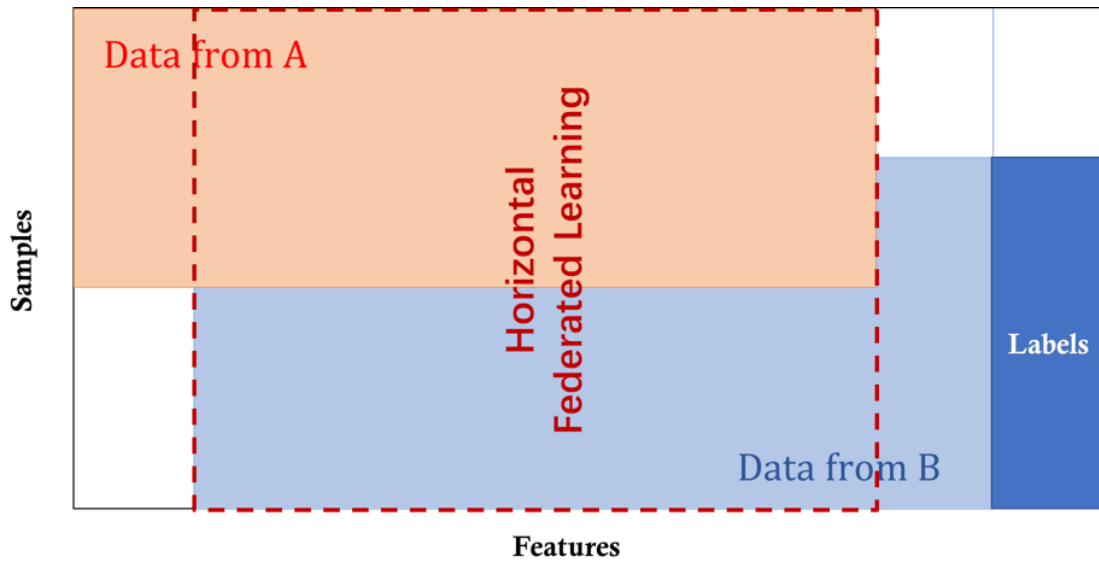 Data from A
Horizontal
Federated Learning
Samples
Labels
Data from B
Features